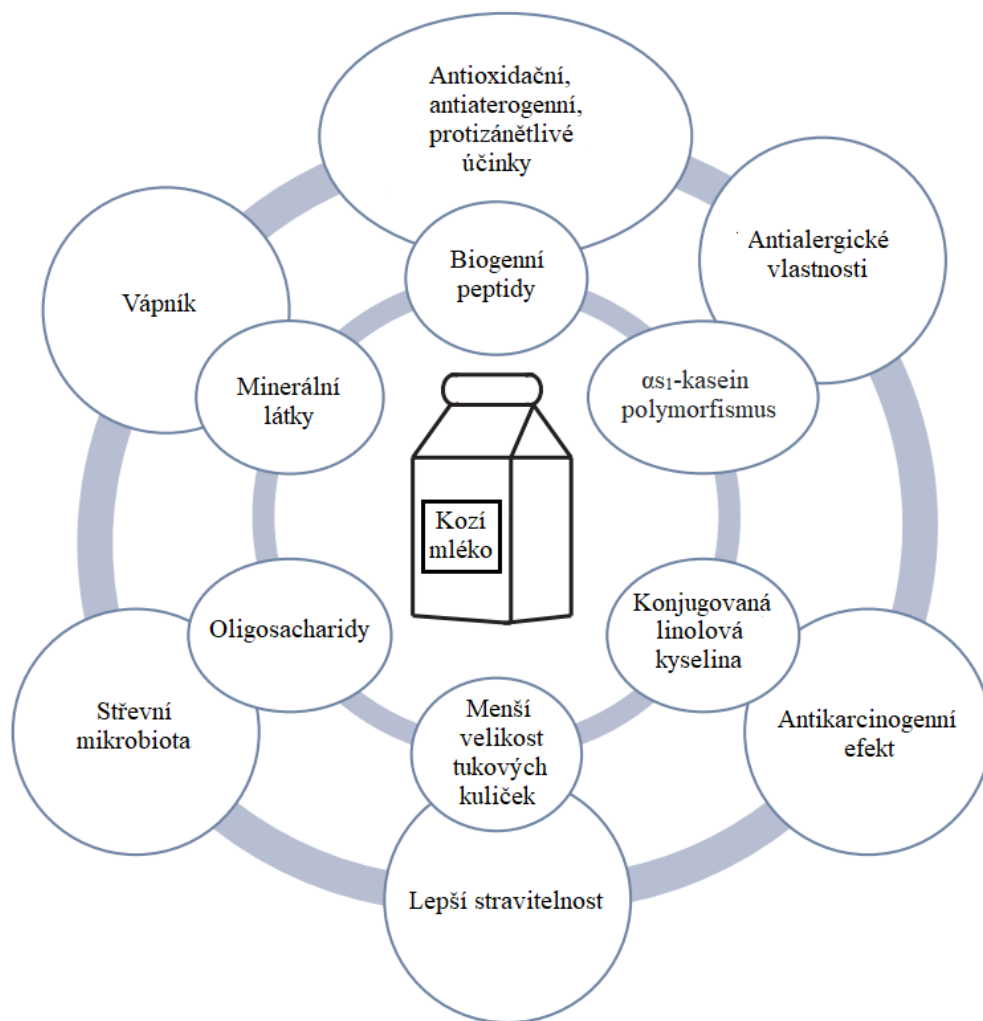 Antioxidační,
antiaterogenní,
protizánětlivé
účinky
Biogenní
peptidy
Antialergické
vlastnosti
Vápník
Minerální
látky
αs₁-kasein
polymorfismus
Kozí
mléko
Oligosacharidy
Konjugovaná
linolová
kyselina
Střevní
mikrobiota
Menší
velikost
tukových
kuliček
Antikarcinogenní
efekt
Lepší stravitelnost